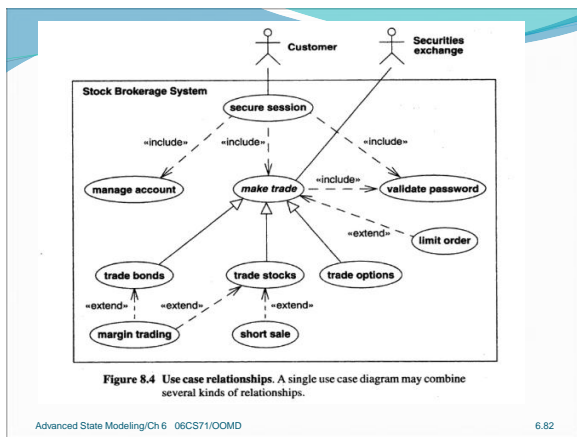 Customer
Securities
exchange
Stock Brokerage System
secure session
«include»
«include»
«include»
manage account
make trade
«include»
validate password
«extend»
limit order
trade bonds
trade stocks
trade options
«extend»
«extend»
«extend»
margin trading
short sale
Figure 8.4 Use case relationships. A single use case diagram may combine
several kinds of relationships.
Advanced State Modeling/Ch 6 06CS71/OOMD
6.82